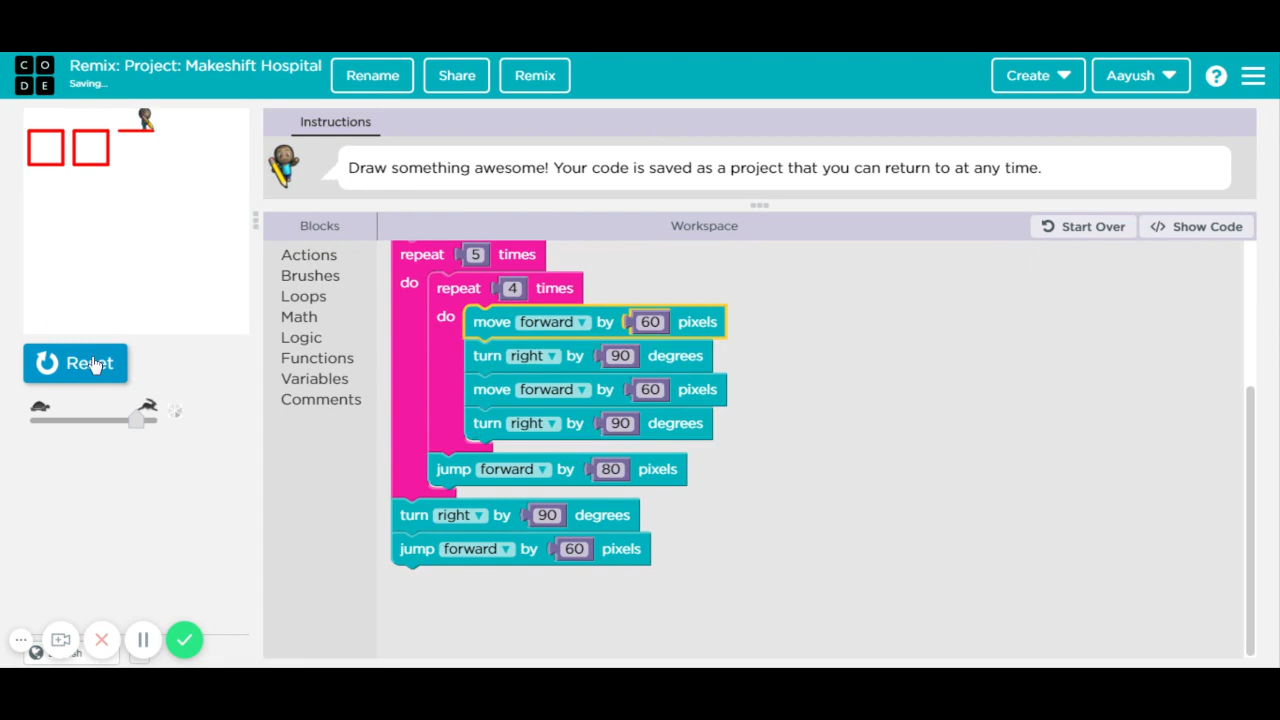 CO
DE
Remix: Project: Makeshift Hospital
Saving...
Rename
Share
Remix
Create
Aayush
?
Instructions
Draw something awesome! Your code is saved as a project that you can return to at any time.
Blocks
Workspace
Start Over
</> Show Code
Actions
Brushes
Loops
Math
Logic
Functions
Variables
Comments
repeat 5 times
do
repeat 4 times
do
move forward by 60 pixels
turn right by 90 degrees
move forward by 60 pixels
turn right by 90 degrees
jump forward by 80 pixels
turn right by 90 degrees
jump forward by 60 pixels
Reset